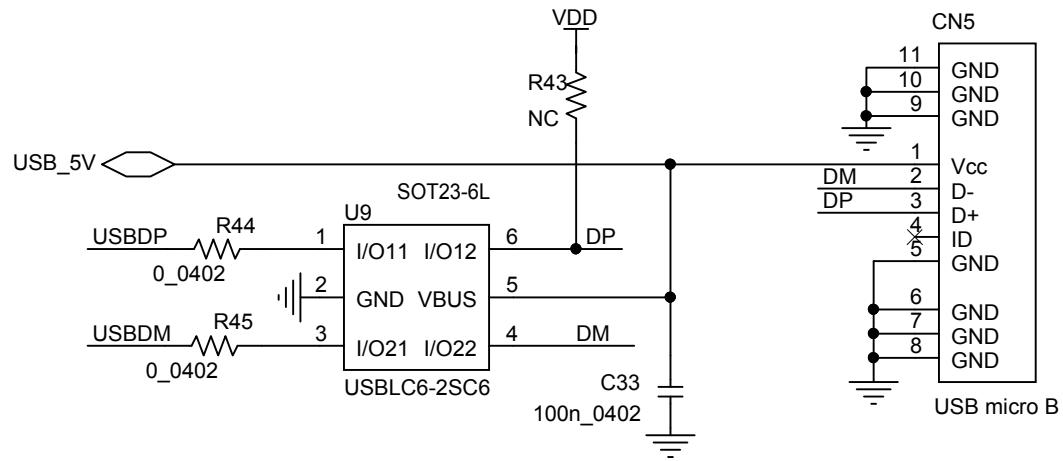 VDD
CN5
R43
NC
11 GND
10 GND
9 GND
USB_5V
1 Vcc
DM 2 D-
DP 3 D+
4 ID
5 GND
6 GND
7 GND
8 GND
USB micro B
SOT23-6L
U9
USBDP R44 1 I/O11 I/O12 6 DP
0_0402
2 GND VBUS 5
USBDM R45 3 I/O21 I/O22 4 DM
0_0402
USBLC6-2SC6
C33
100n_0402